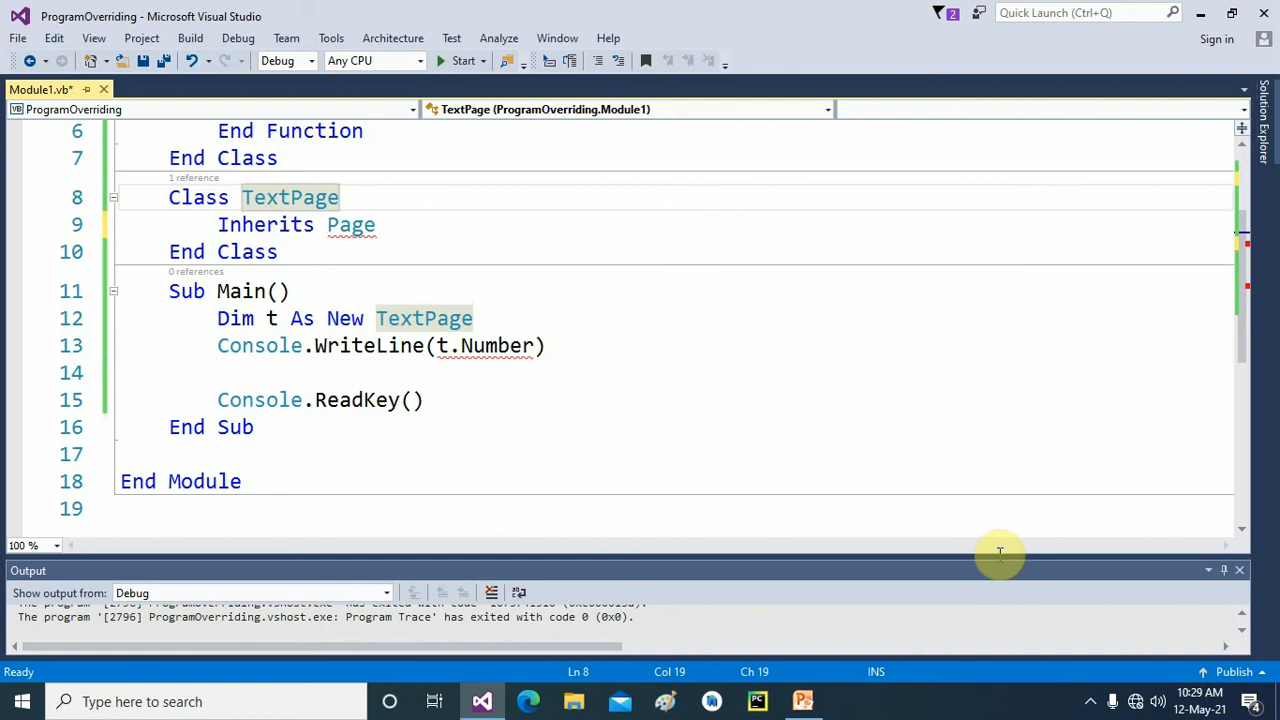 ProgramOverriding - Microsoft Visual Studio
2
Quick Launch (Ctrl+Q)
File Edit View Project Build Debug Team Tools Architecture Test Analyze Window Help
Sign in
Debug Any CPU Start
Module1.vb*
ProgramOverriding
TextPage (ProgramOverriding.Module1)
Solution Explorer
6 End Function
7 End Class
1 reference
8 Class TextPage
9 Inherits Page
10 End Class
0 references
11 Sub Main()
12 Dim t As New TextPage
13 Console.WriteLine(t.Number)
14
15 Console.ReadKey()
16 End Sub
17
18 End Module
19
100 %
Output
Show output from: Debug
The program '[2796] ProgramOverriding.vshost.exe: Program Trace' has exited with code 0 (0x0).
Ready Ln 8 Col 19 Ch 19 INS Publish
Type here to search
PC
10:29 AM
12-May-21
4